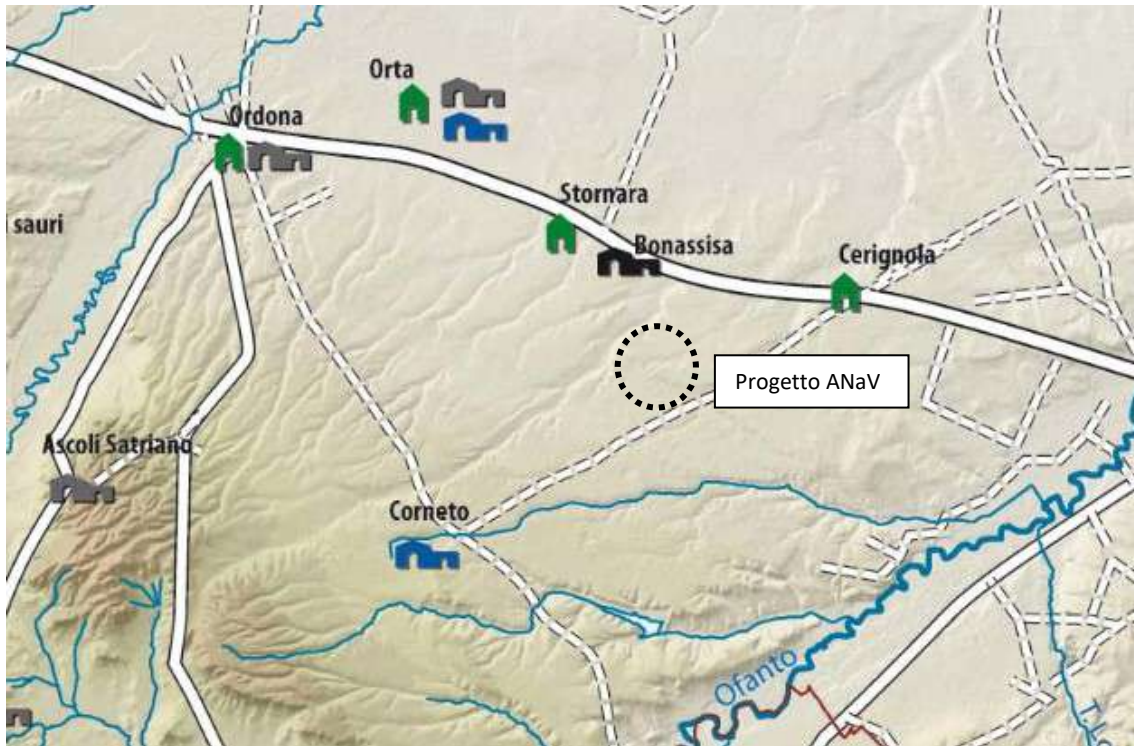 Orta
Ordona
Stornara
sauri
Bonassisa
Cerignola
Progetto ANaV
Ascoli Satriano
Corneto
Ofanto